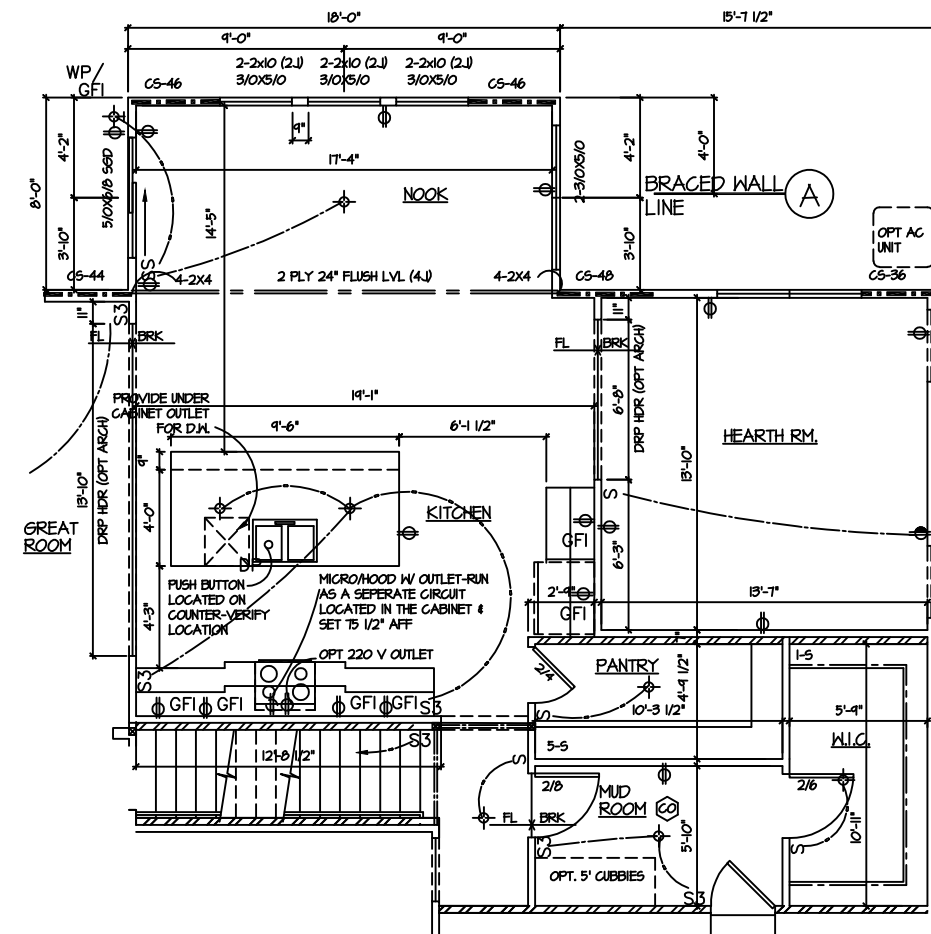 18'-0"
15'-7 1/2"
9'-0"
9'-0"
2-2x10 (2J)
3/0X5/0
2-2x10 (2J)
3/0X5/0
2-2x10 (2J)
3/0X5/0
WP/
GFI
CS-46
CS-46
9"
4'-2"
8'-0"
3'-10"
5/0X6/8 SGD
17'-4"
NOOK
14'-5"
2-3/0X5/0
4'-2"
4'-0"
3'-10"
BRACED WALL
LINE
A
OPT AC
UNIT
CS-44
S
4-2X4
2 PLY 24" FLUSH LVL (4J)
4-2X4
CS-48
CS-36
11"
S3
11"
FL
BRK
FL
BRK
DRP HDR (OPT ARCH)
6'-8"
PROVIDE UNDER
CABINET OUTLET
FOR D.W.
19'-1"
9'-6"
6'-1 1/2"
HEARTH RM.
13'-10"
13'-10"
DRP HDR (OPT ARCH)
9"
4'-0"
GREAT
ROOM
KITCHEN
S
GFI
6'-3"
PUSH BUTTON
LOCATED ON
COUNTER-VERIFY
LOCATION
MICRO/HOOD W/ OUTLET-RUN
AS A SEPERATE CIRCUIT
LOCATED IN THE CABINET &
SET 75 1/2" AFF
4'-3"
2'-9"
13'-7"
GFI
OPT 220 V OUTLET
S3
GFI
GFI
GFI
GFI
S3
2/4
PANTRY
4'-9 1/2"
1-S
S
10'-3 1/2"
5'-9"
W.I.C.
S3
12'-8 1/2"
5-S
S
2/8
MUD
ROOM
CO
2/6
FL
BRK
S3
5'-10"
S
10'-11"
OPT. 5' CUBBIES
S3